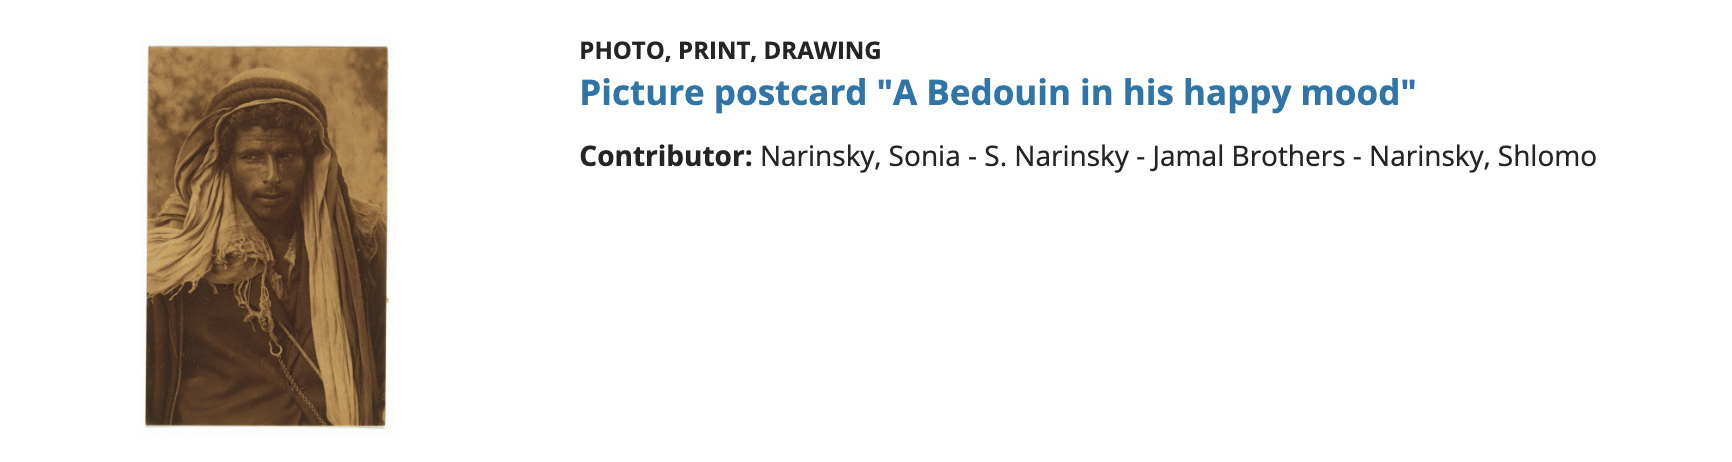 PHOTO, PRINT, DRAWING
Picture postcard "A Bedouin in his happy mood"
Contributor: Narinsky, Sonia - S. Narinsky - Jamal Brothers - Narinsky, Shlomo